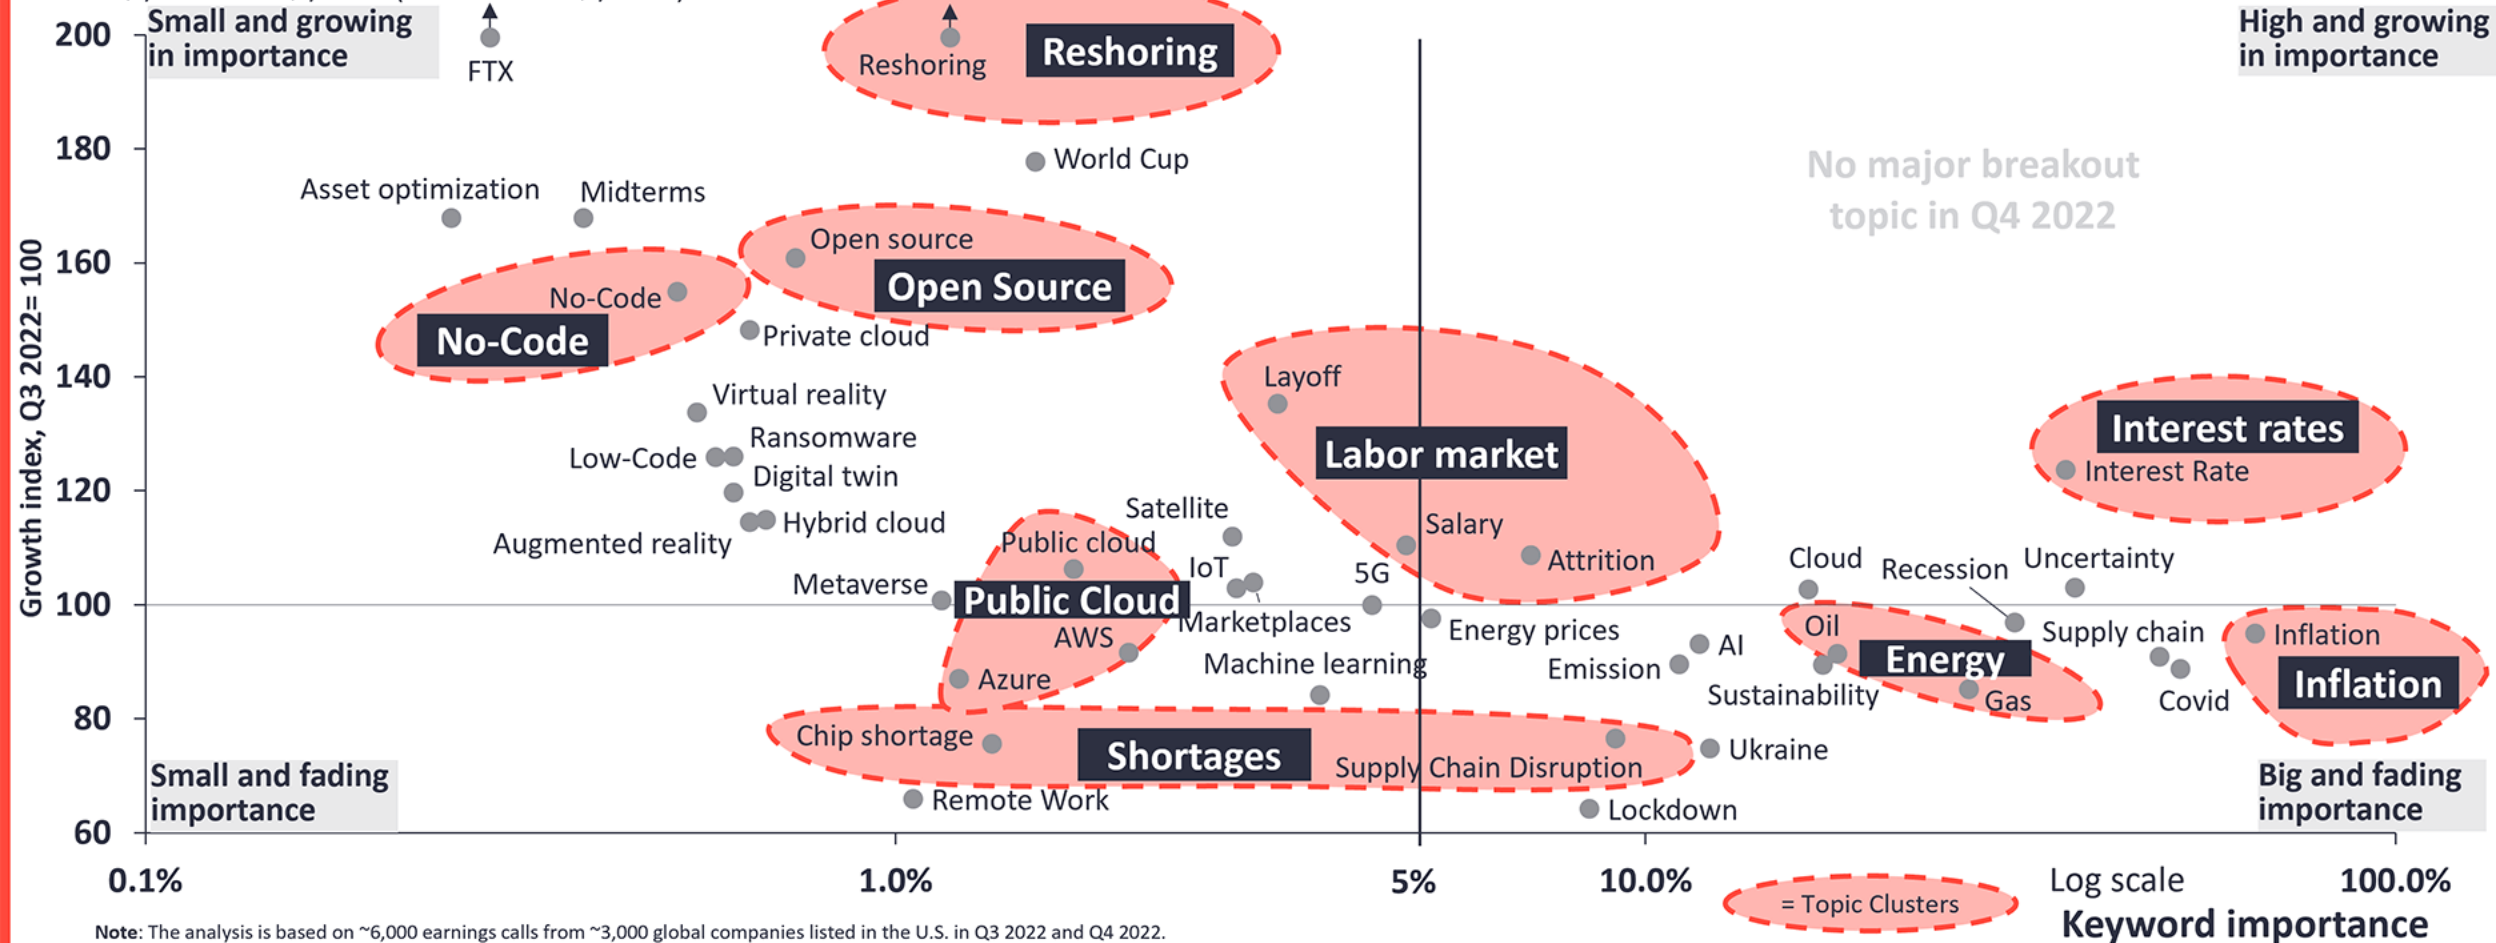 Small and growing
in importance
High and growing
in importance
200
FTX
Reshoring
Reshoring
180
World Cup
No major breakout
topic in Q4 2022
Asset optimization
Midterms
160
Open source
Open Source
No-Code
No-Code
Private cloud
140
Layoff
Virtual reality
Ransomware
Low-Code
Digital twin
Labor market
Interest rates
Interest Rate
120
Satellite
Hybrid cloud
Augmented reality
Public cloud
Salary
Attrition
IoT
5G
Cloud
Recession
Uncertainty
Metaverse
Public Cloud
100
Marketplaces
Energy prices
Oil
Supply chain
Inflation
AWS
AI
Machine learning
Emission
Energy
Azure
Sustainability
Gas
Covid
Inflation
80
Chip shortage
Shortages
Supply Chain Disruption
Ukraine
Small and fading
importance
Big and fading
importance
Remote Work
Lockdown
60
Growth index, Q3 2022= 100
0.1%
1.0%
5%
10.0%
Log scale
100.0%
= Topic Clusters
Keyword importance
Note: The analysis is based on ~6,000 earnings calls from ~3,000 global companies listed in the U.S. in Q3 2022 and Q4 2022.